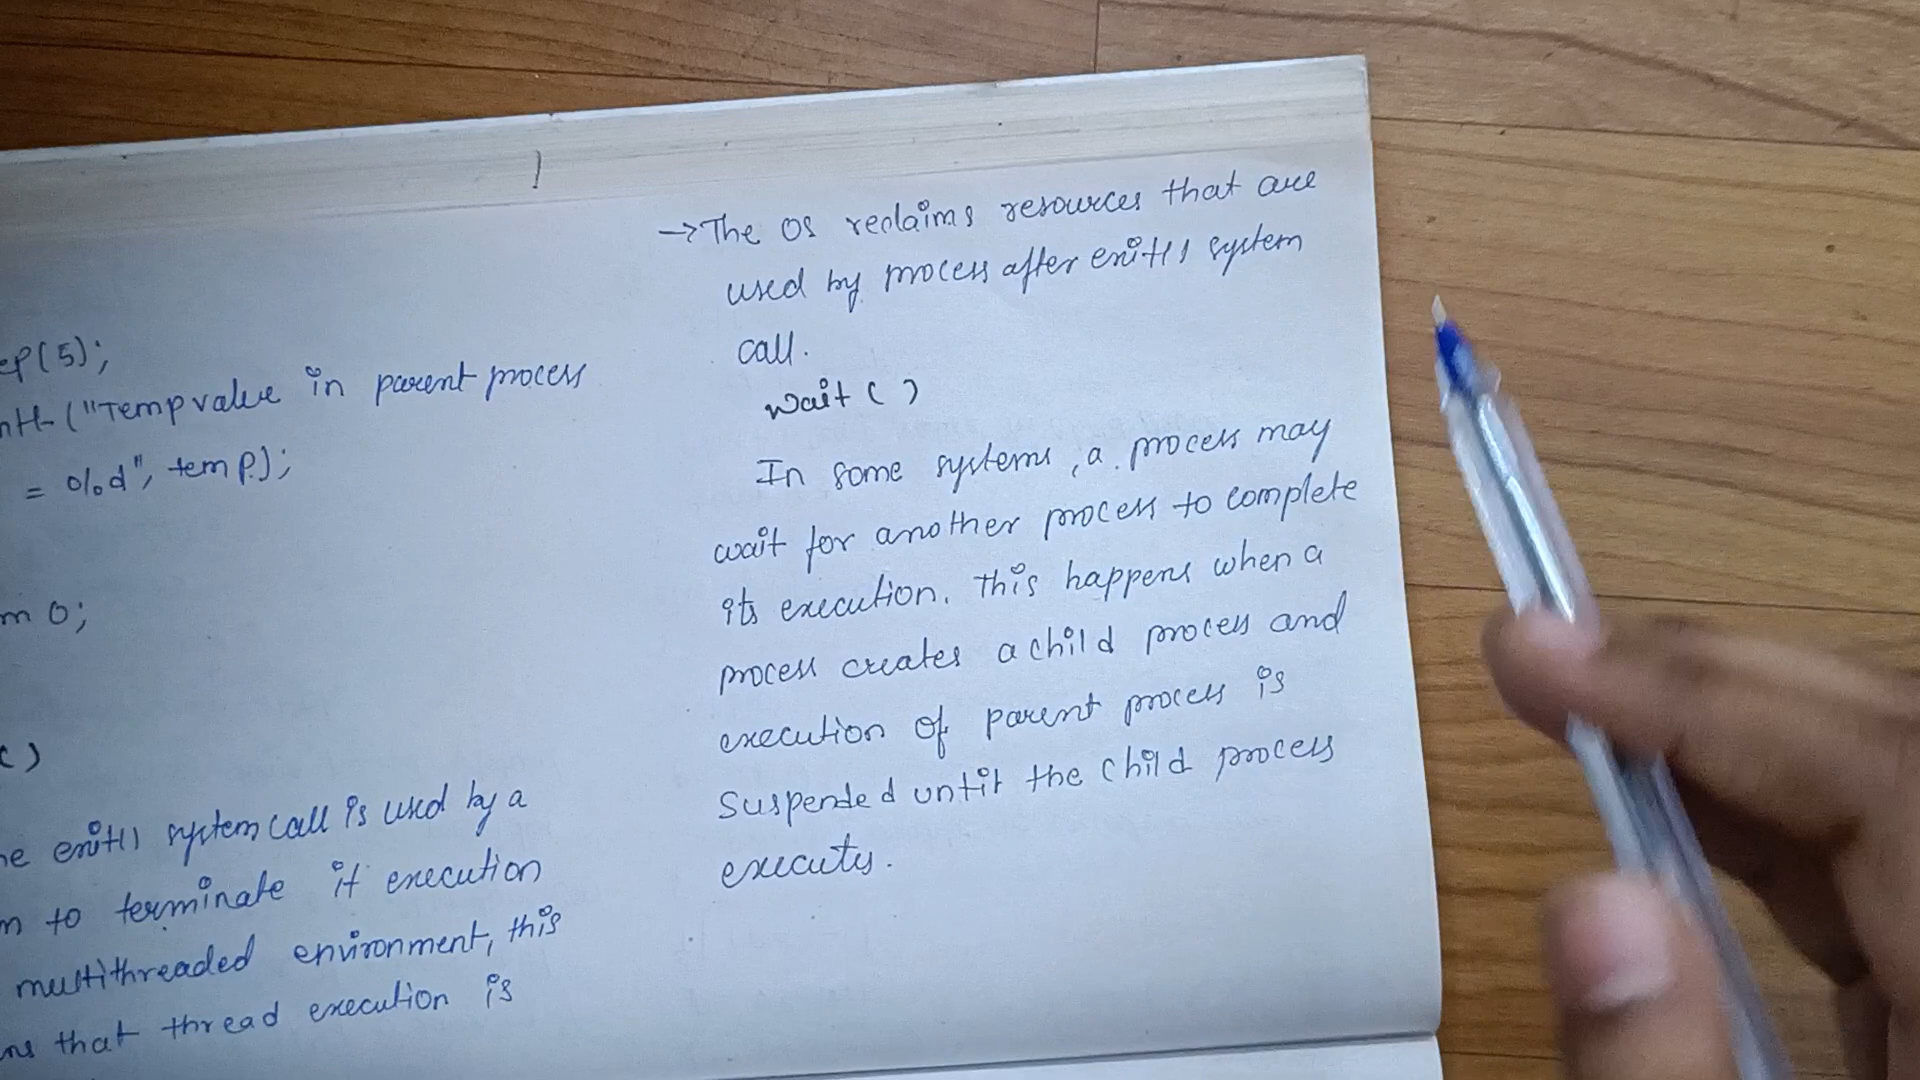 ep(5);
ntf("Temp value in parent process
= %d", temp);
n 0;
()
he exit() system call is used by a
m to terminate it execution
multithreaded environment, this
ns that thread execution is
→ The OS reclaims resources that are
used by process after exit() system
call.
wait ( )
In some systems, a process may
wait for another process to complete
its execution. This happens when a
process creates a child process and
execution of parent process is
suspended until the child process
executes.